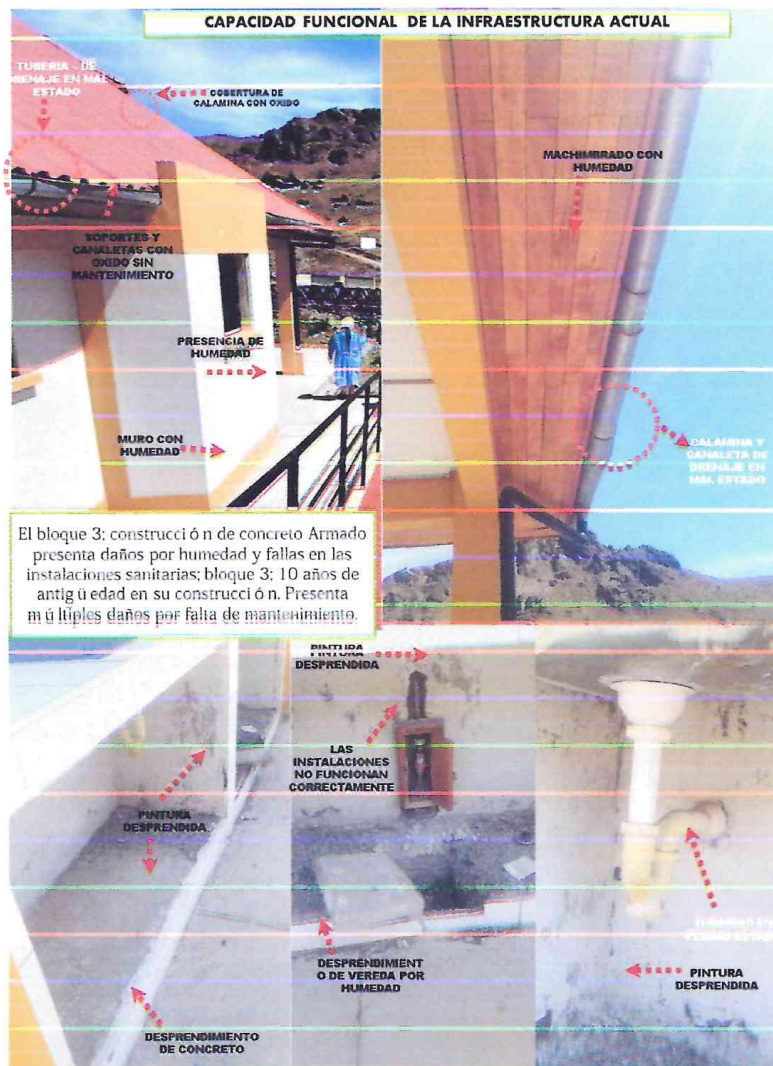 CAPACIDAD FUNCIONAL DE LA INFRAESTRUCTURA ACTUAL
TUBERIA - DE
DRENAJE EN MAL
ESTADO
COBERTURA DE
CALAMINA CON OXIDO
SOPORTES Y
CANALETAS CON
OXIDO SIN
MANTENIMIENTO
PRESENCIA DE
HUMEDAD
MURO CON
HUMEDAD
MACHIMBRADO CON
HUMEDAD
CALAMINA Y
CANALETA DE
DRENAJE EN
MAL ESTADO
El bloque 3: construcci ó n de concreto Armado
presenta daños por humedad y fallas en las
instalaciones sanitarias; bloque 3: 10 años de
antig ü edad en su construcci ó n. Presenta
m ú ltiples daños por falta de mantenimiento.
PINTURA
DESPRENDIDA
DESPRENDIMIENTO
DE CONCRETO
PINTURA
DESPRENDIDA
LAS
INSTALACIONES
NO FUNCIONAN
CORRECTAMENTE
DESPRENDIMIENT
O DE VEREDA POR
HUMEDAD
ESTADO
PINTURA
DESPRENDIDA